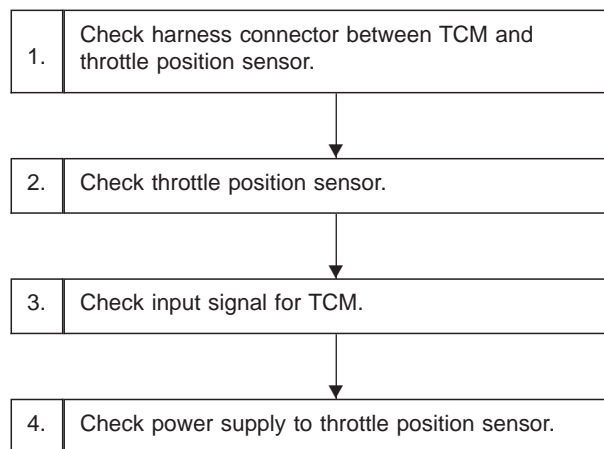 1. Check harness connector between TCM and
throttle position sensor.
2. Check throttle position sensor.
3. Check input signal for TCM.
4. Check power supply to throttle position sensor.